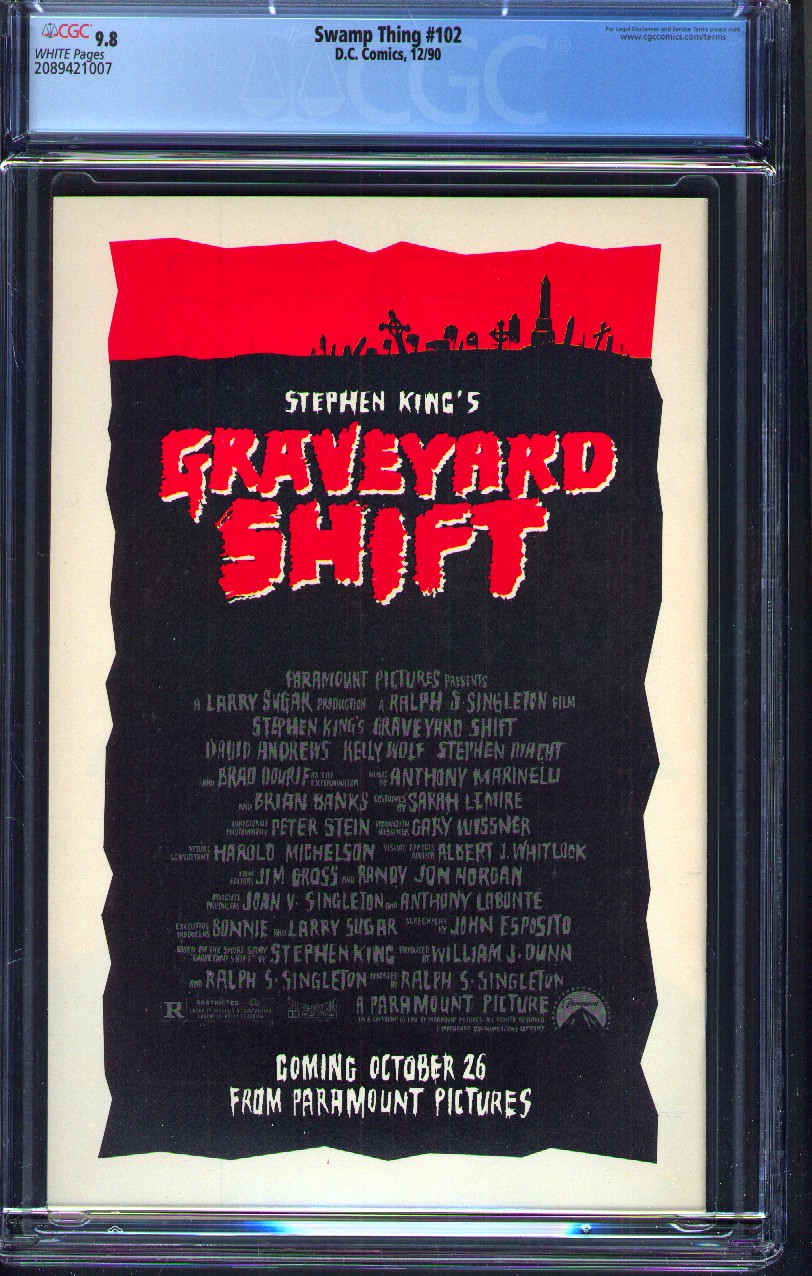 CGC 9.8
WHITE Pages
2089421007
Swamp Thing #102
D.C. Comics, 12/90
For Legal Disclaimer and Service Terms please visit:
www.cgccomics.com/terms
CGC
STEPHEN KING'S
GRAVEYARD
SHIFT
PARAMOUNT PICTURES PRESENTS
A LARRY SUGAR PRODUCTION A RALPH S. SINGLETON FILM
STEPHEN KING'S GRAVEYARD SHIFT
DAVID ANDREWS KELLY WOLF STEPHEN MACHT
AND BRAD DOURIF AS THE EXTERMINATOR MUSIC BY ANTHONY MARINELLI
AND BRIAN BANKS COSTUMES BY SARAH LEMIRE
DIRECTOR OF PHOTOGRAPHY PETER STEIN PRODUCTION DESIGNER GARY WISSNER
VISUAL CONSULTANT HAROLD MICHELSON VISUAL EFFECTS ADVISOR ALBERT J. WHITLOCK
FILM EDITORS JIM GROSS AND RANDY JON MORGAN
ASSOCIATE PRODUCERS JOAN V. SINGLETON AND ANTHONY LABONTE
EXECUTIVE PRODUCERS BONNIE AND LARRY SUGAR SCREENPLAY BY JOHN ESPOSITO
BASED ON THE SHORT STORY "GRAVEYARD SHIFT" BY STEPHEN KING PRODUCED BY WILLIAM J. DUNN
AND RALPH S. SINGLETON DIRECTED BY RALPH S. SINGLETON
R RESTRICTED
A PARAMOUNT PICTURE
Paramount
COMING OCTOBER 26
FROM PARAMOUNT PICTURES